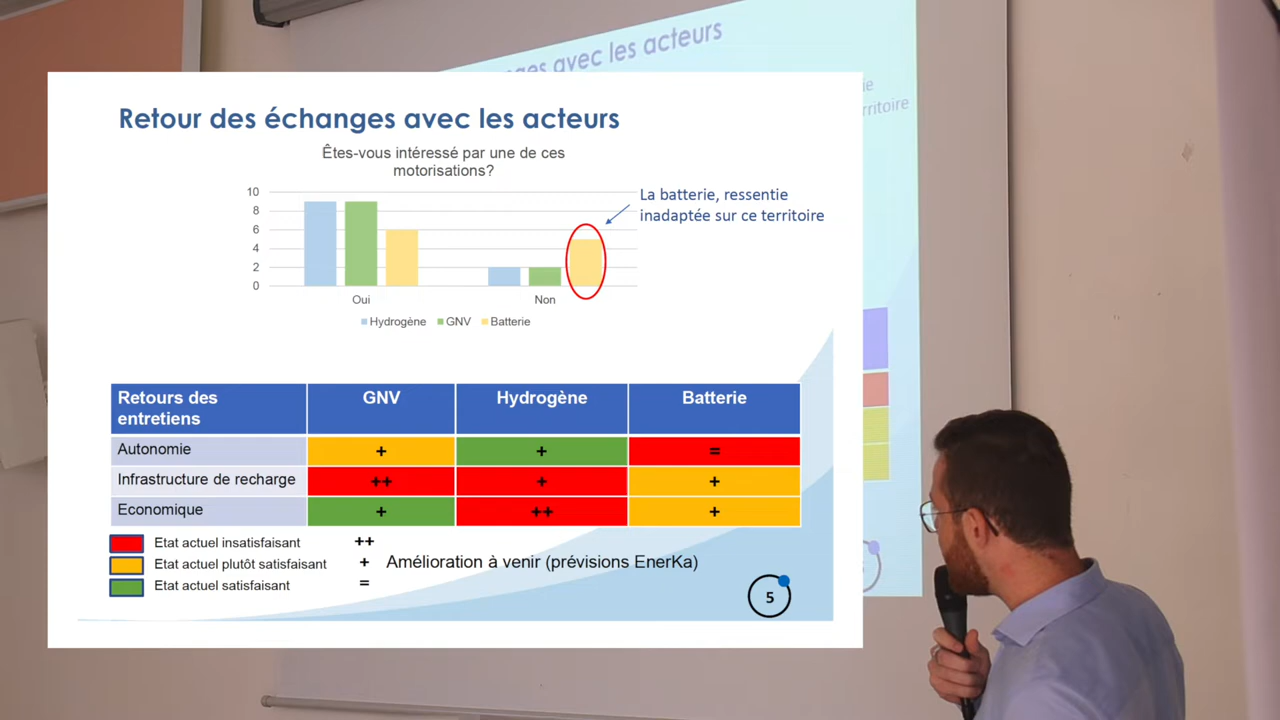 nges avec les acteurs
ie
rritoire
Retour des échanges avec les acteurs
Êtes-vous intéressé par une de ces
motorisations?
10
8
6
4
2
0
Oui
Non
Hydrogène GNV Batterie
La batterie, ressentie
inadaptée sur ce territoire
Retours des
entretiens
GNV
Hydrogène
Batterie
Autonomie + + =
Infrastructure de recharge ++ + +
Economique + ++ +
Etat actuel insatisfaisant
Etat actuel plutôt satisfaisant
Etat actuel satisfaisant
++
+
=
Amélioration à venir (prévisions EnerKa)
5